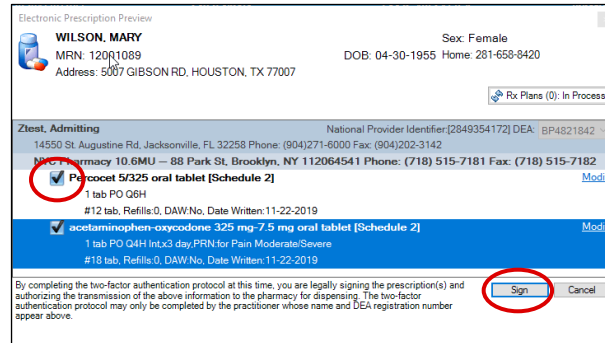 Electronic Prescription Preview
WILSON, MARY Sex: Female
MRN: 12001089 DOB: 04-30-1955 Home: 281-658-8420
Address: 5007 GIBSON RD, HOUSTON, TX 77007
Rx Plans (0): In Process
Ztest, Admitting National Provider Identifier:[2849354172] DEA: BP4821842
14550 St. Augustine Rd, Jacksonville, FL 32258 Phone: (904)271-6000 Fax: (904)202-3142
NYC Pharmacy 10.6MU — 88 Park St, Brooklyn, NY 112064541 Phone: (718) 515-7181 Fax: (718) 515-7182
Percocet 5/325 oral tablet [Schedule 2] Modi
1 tab PO Q6H
#12 tab, Refills:0, DAW:No, Date Written:11-22-2019
acetaminophen-oxycodone 325 mg-7.5 mg oral tablet [Schedule 2] Modi
1 tab PO Q4H Int,x3 day,PRN:for Pain Moderate/Severe
#18 tab, Refills:0, DAW:No, Date Written:11-22-2019
By completing the two-factor authentication protocol at this time, you are legally signing the prescription(s) and
authorizing the transmission of the above information to the pharmacy for dispensing. The two-factor
authentication protocol may only be completed by the practitioner whose name and DEA registration number
appear above.
Sign Cancel